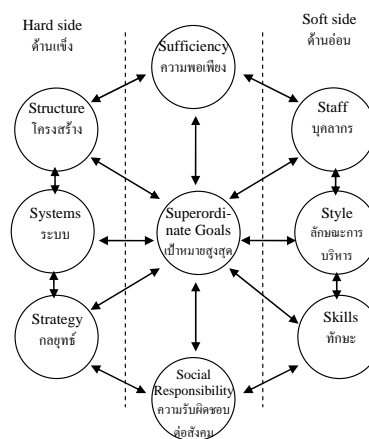 Hard side
ด้านแข็ง
Soft side
ด้านอ่อน
Sufficiency
ความพอเพียง
Structure
โครงสร้าง
Staff
บุคลากร
Systems
ระบบ
Superordi-
nate Goals
เป้าหมายสูงสุด
Style
ลักษณะการ
บริหาร
Strategy
กลยุทธ์
Skills
ทักษะ
Social
Responsibility
ความรับผิดชอบ
ต่อสังคม